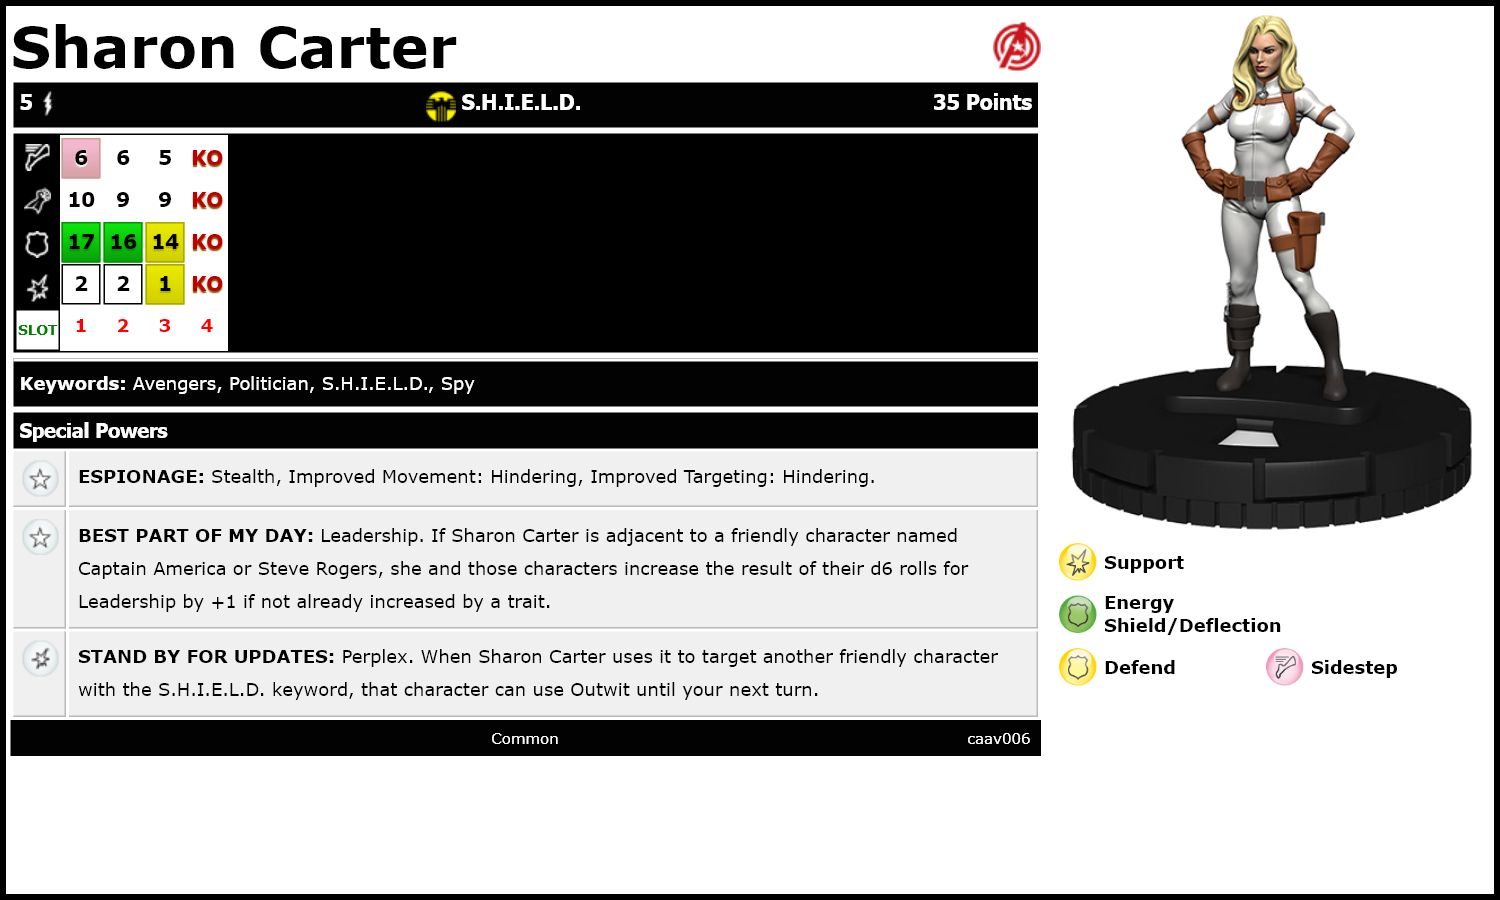 Sharon Carter
5 S.H.I.E.L.D. 35 Points
6 6 5 KO
10 9 9 KO
17 16 14 KO
2 2 1 KO
SLOT 1 2 3 4
Keywords: Avengers, Politician, S.H.I.E.L.D., Spy
Special Powers
ESPIONAGE: Stealth, Improved Movement: Hindering, Improved Targeting: Hindering.
BEST PART OF MY DAY: Leadership. If Sharon Carter is adjacent to a friendly character named
Captain America or Steve Rogers, she and those characters increase the result of their d6 rolls for
Leadership by +1 if not already increased by a trait.
STAND BY FOR UPDATES: Perplex. When Sharon Carter uses it to target another friendly character
with the S.H.I.E.L.D. keyword, that character can use Outwit until your next turn.
Common caav006
Support
Energy
Shield/Deflection
Defend Sidestep